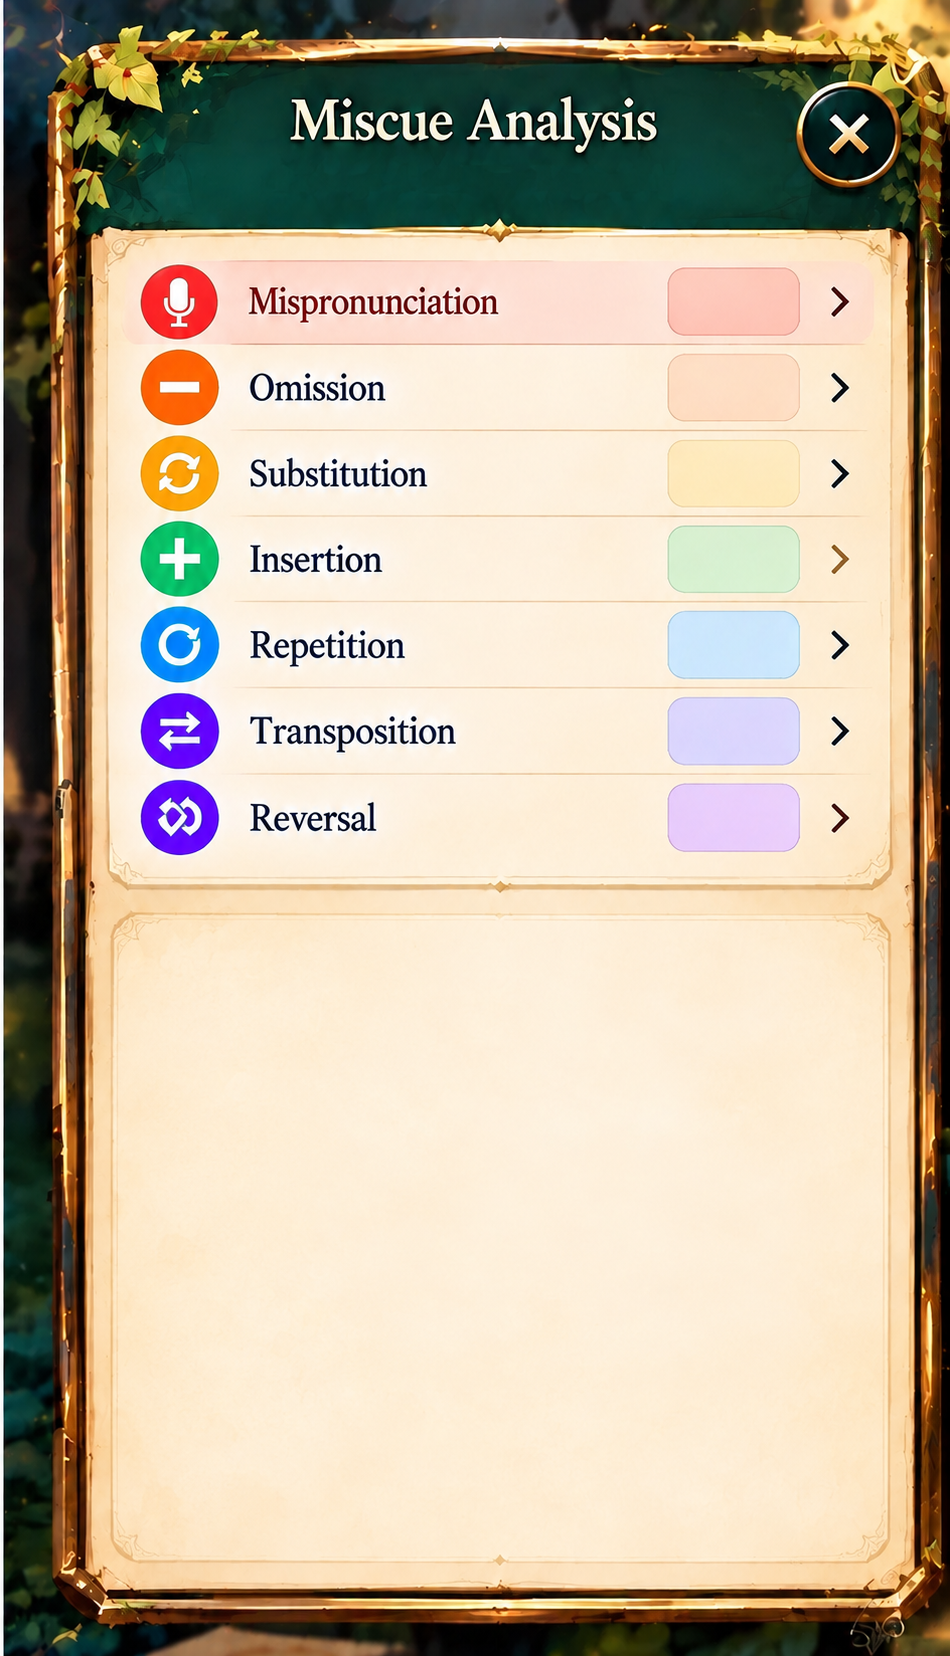 Miscue Analysis
Mispronunciation
Omission
Substitution
Insertion
Repetition
Transposition
Reversal